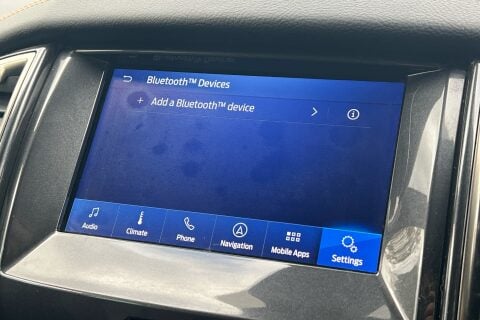 Bluetooth™ Devices
+ Add a Bluetooth™ device
Audio
Climate
Phone
Navigation
Mobile Apps
Settings